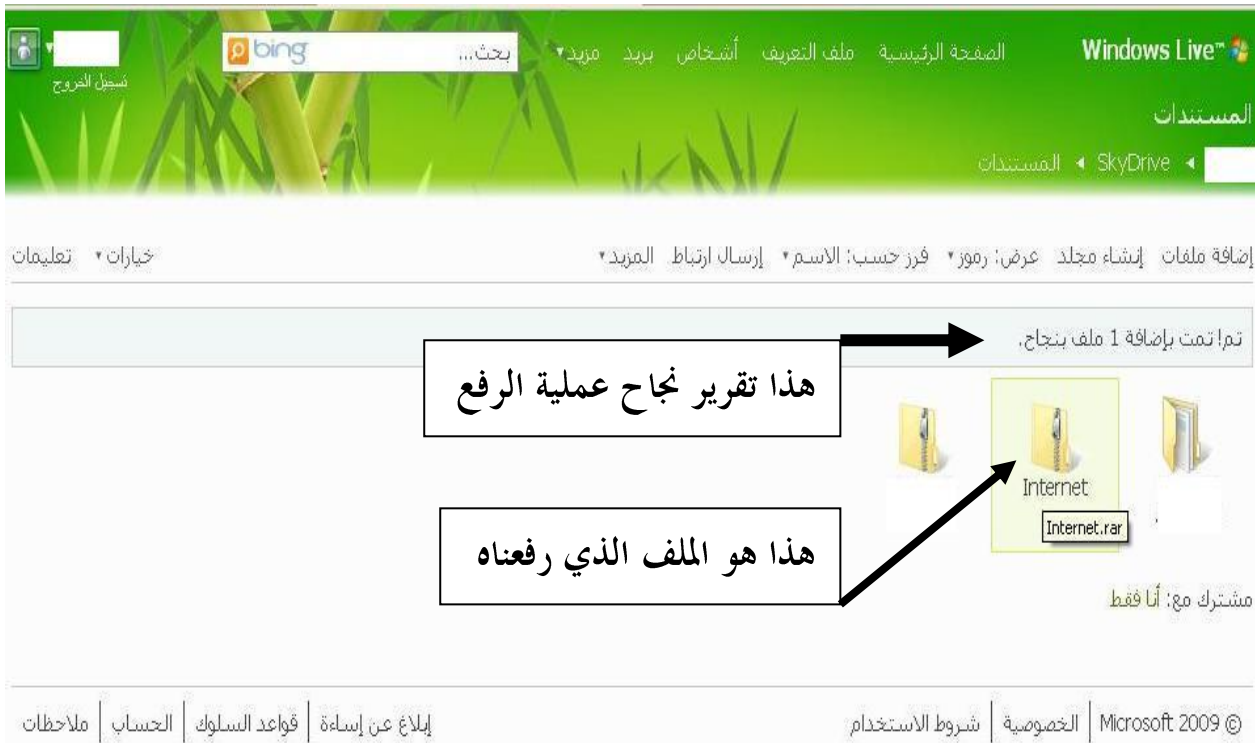 Windows Live™ الصفحة الرئيسية ملف التعريف أشخاص بريد مزيد بحث... bing
تسجيل الخروج
المستندات
SkyDrive المستندات
إضافة ملفات إنشاء مجلد عرض: رموز فرز حسب: الاسم إرسال ارتباط المزيد خيارات تعليمات
تم! تمت بإضافة 1 ملف بنجاح.
هذا تقرير نجاح عملية الرفع
Internet
Internet.rar
هذا هو الملف الذي رفعناه
مشترك مع: أنا فقط
© Microsoft 2009 | الخصوصية | شروط الاستخدام إبلاغ عن إساءة | قواعد السلوك | الحساب | ملاحظات